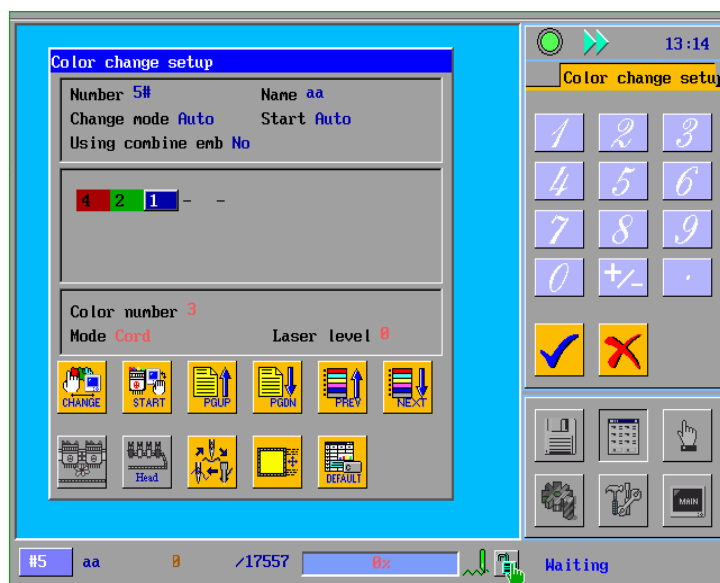 13:14
Color change setup
Color change setup
Number 5# Name aa
Change mode Auto Start Auto
Using combine emb No
4 2 1 - -
Color number 3
Mode Cord Laser level 0
CHANGE START PGUP PGDN PREV NEXT
Head DEFAULT
1 2 3
4 5 6
7 8 9
0 +/- .
MAIN
#5 aa 0 /17557 0% Waiting